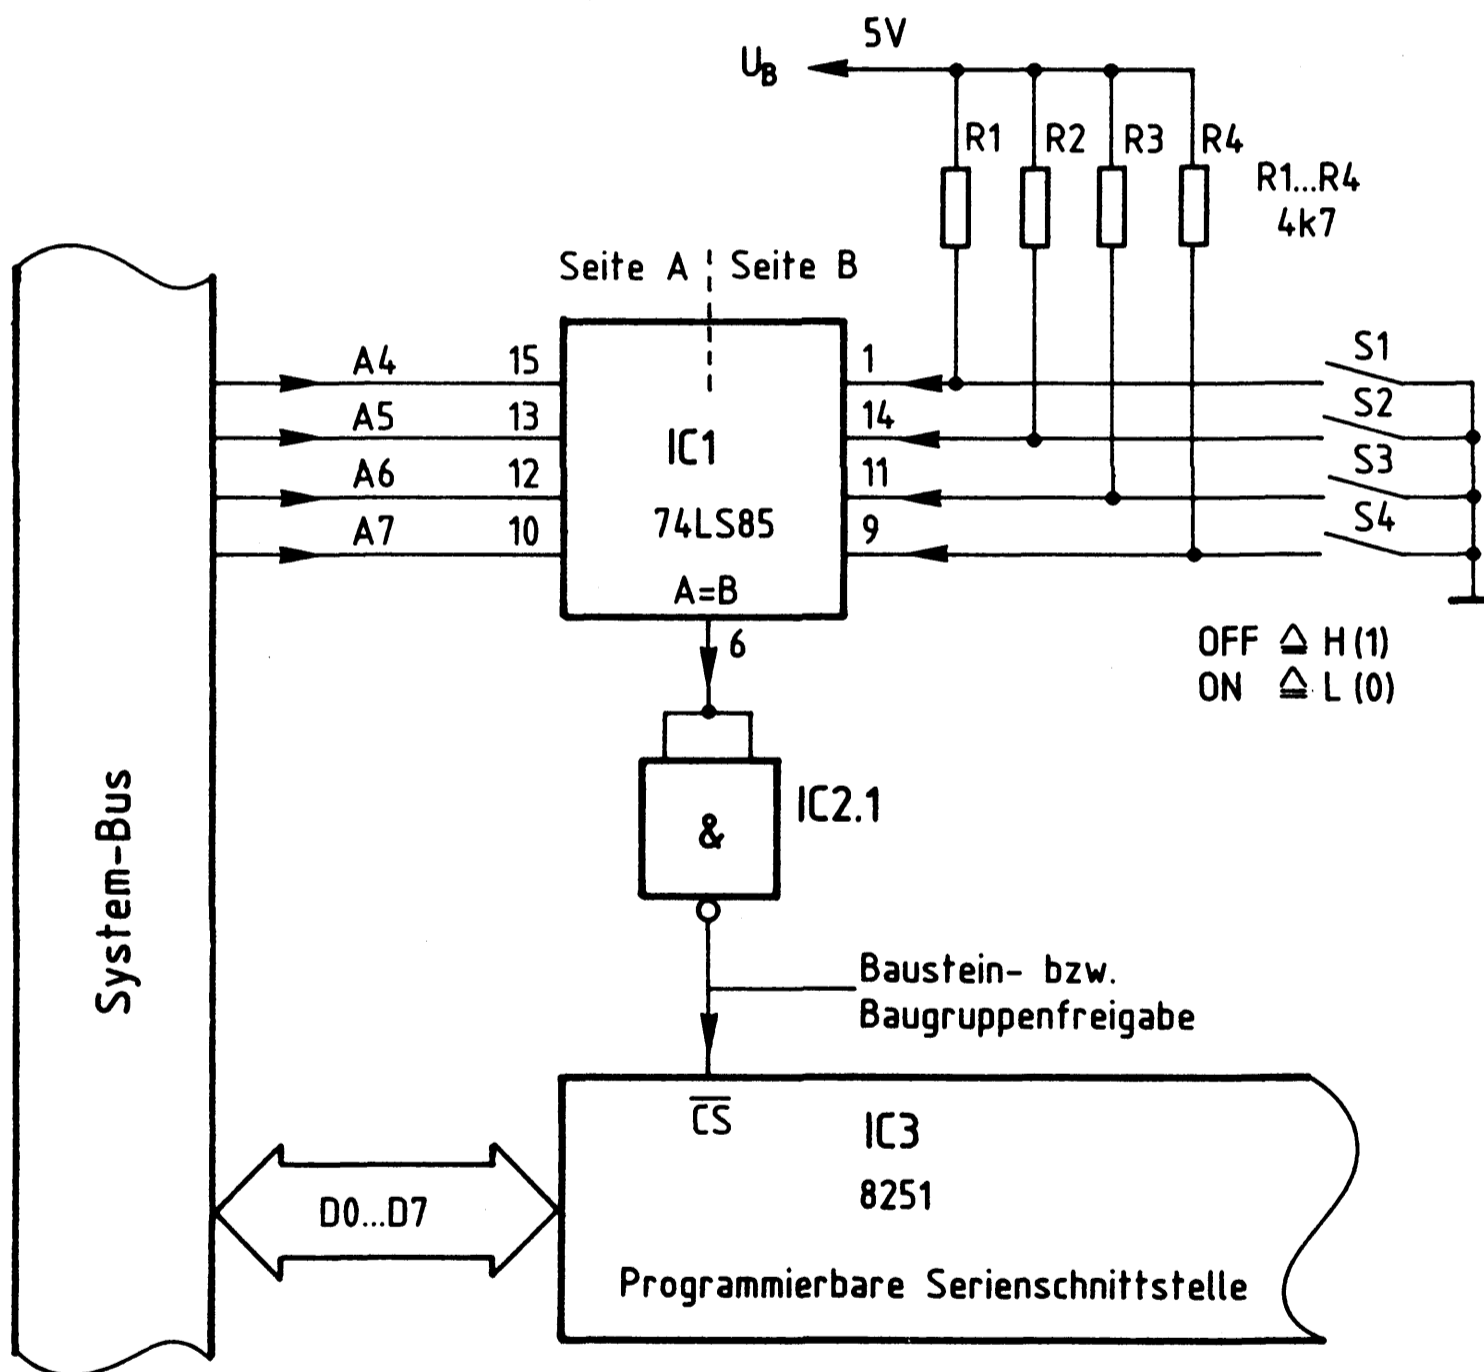 5V
UB
R1 R2 R3 R4
R1...R4
4k7
Seite A Seite B
A4 15
A5 13
A6 12
A7 10
IC1
74LS85
A=B
1
14
11
9
S1
S2
S3
S4
6
OFF ≙ H (1)
ON ≙ L (0)
&
IC2.1
System-Bus
Baustein- bzw.
Baugruppenfreigabe
C̅S̅
IC3
8251
D0...D7
Programmierbare Serienschnittstelle